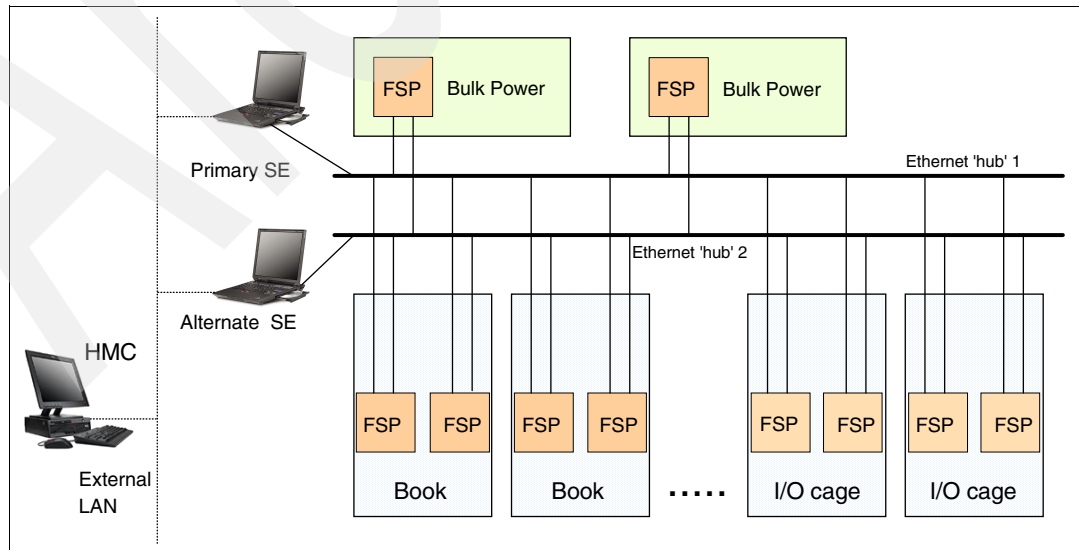 FSP
Bulk Power
FSP
Bulk Power
Ethernet 'hub' 1
Primary SE
Ethernet 'hub' 2
Alternate SE
HMC
FSP
FSP
FSP
FSP
FSP
FSP
FSP
FSP
External
LAN
Book
Book
.....
I/O cage
I/O cage